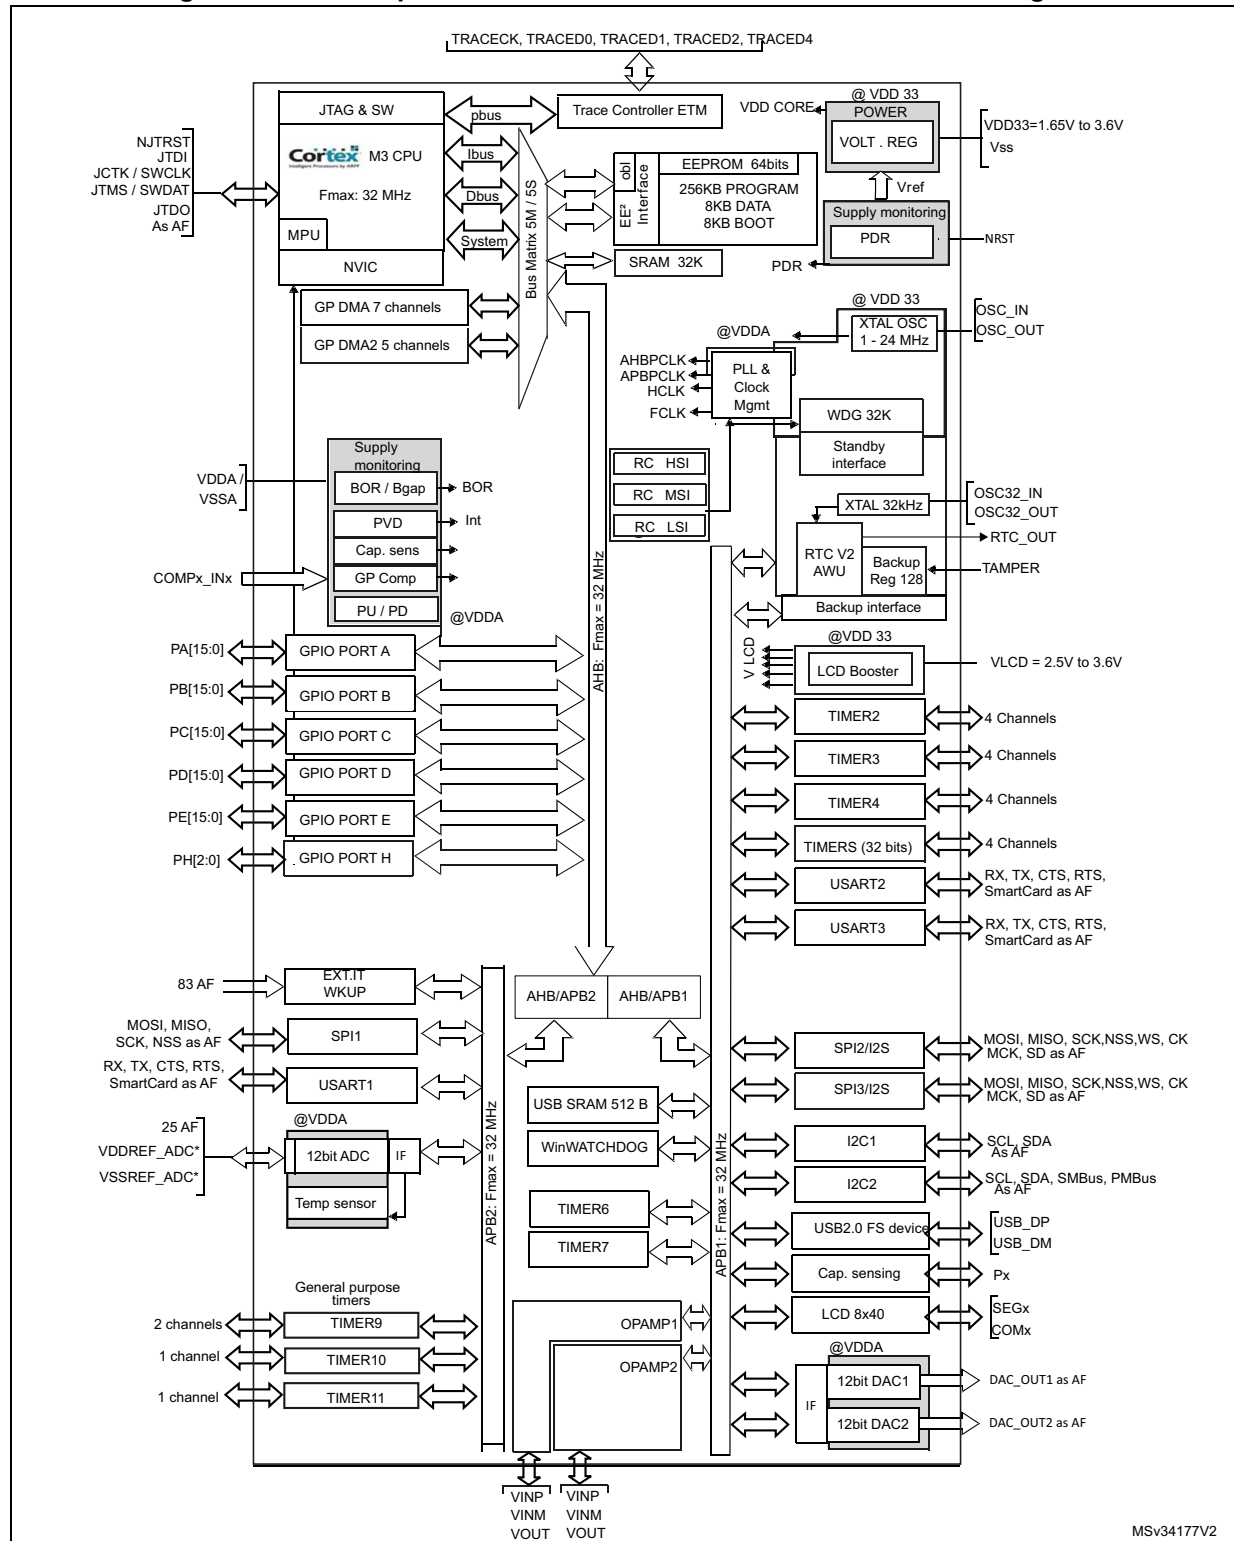 TRACECK, TRACED0, TRACED1, TRACED2, TRACED4
JTAG & SW
pbus
Trace Controller ETM
VDD CORE
@ VDD 33
POWER
VOLT . REG
VDD33=1.65V to 3.6V
Vss
NJTRST
JTDI
JCTK / SWCLK
JTMS / SWDAT
JTDO
As AF
Cortex
Intelligent Processors by ARM®
M3 CPU
Fmax: 32 MHz
MPU
NVIC
Ibus
Dbus
System
Bus Matrix 5M / 5S
EE² Interface
obl
EEPROM 64bits
256KB PROGRAM
8KB DATA
8KB BOOT
SRAM 32K
Vref
Supply monitoring
PDR
NRST
PDR
GP DMA 7 channels
GP DMA2 5 channels
@ VDD 33
OSC_IN
OSC_OUT
XTAL OSC
1 - 24 MHz
@VDDA
AHBPCLK
APBPCLK
HCLK
FCLK
PLL &
Clock
Mgmt
WDG 32K
Standby
interface
Supply
monitoring
VDDA /
VSSA
BOR / Bgap
BOR
PVD
Int
Cap. sens
GP Comp
COMPx_INx
PU / PD
@VDDA
RC HSI
RC MSI
RC LSI
XTAL 32kHz
OSC32_IN
OSC32_OUT
RTC_OUT
RTC V2
AWU
Backup
Reg 128
TAMPER
Backup interface
AHB: Fmax = 32 MHz
PA[15:0]
GPIO PORT A
PB[15:0]
GPIO PORT B
PC[15:0]
GPIO PORT C
PD[15:0]
GPIO PORT D
PE[15:0]
GPIO PORT E
PH[2:0]
GPIO PORT H
@VDD 33
V LCD
LCD Booster
VLCD = 2.5V to 3.6V
TIMER2
4 Channels
TIMER3
4 Channels
TIMER4
4 Channels
TIMERS (32 bits)
4 Channels
USART2
RX, TX, CTS, RTS,
SmartCard as AF
USART3
RX, TX, CTS, RTS,
SmartCard as AF
83 AF
EXT.IT
WKUP
AHB/APB2
AHB/APB1
MOSI, MISO,
SCK, NSS as AF
SPI1
RX, TX, CTS, RTS,
SmartCard as AF
USART1
SPI2/I2S
MOSI, MISO, SCK,NSS,WS, CK
MCK, SD as AF
SPI3/I2S
MOSI, MISO, SCK,NSS,WS, CK
MCK, SD as AF
USB SRAM 512 B
WinWATCHDOG
@VDDA
25 AF
VDDREF_ADC*
VSSREF_ADC*
12bit ADC
IF
Temp sensor
APB2: Fmax = 32 MHz
APB1: Fmax = 32 MHz
I2C1
SCL, SDA
As AF
I2C2
SCL, SDA, SMBus, PMBus
As AF
TIMER6
TIMER7
USB2.0 FS device
USB_DP
USB_DM
Cap. sensing
Px
General purpose
timers
2 channels
TIMER9
1 channel
TIMER10
1 channel
TIMER11
OPAMP1
OPAMP2
LCD 8x40
SEGx
COMx
@VDDA
IF
12bit DAC1
DAC_OUT1 as AF
12bit DAC2
DAC_OUT2 as AF
VINP
VINM
VOUT
VINP
VINM
VOUT
MSv34177V2